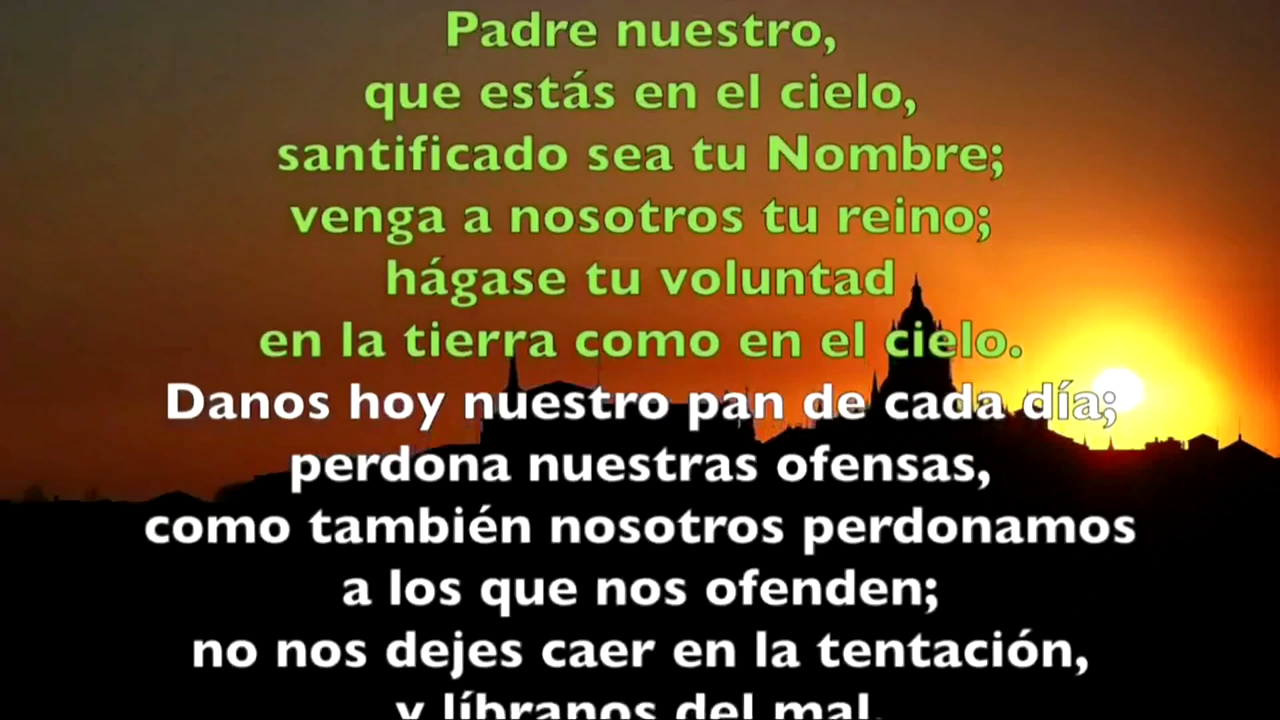 Padre nuestro,
que estás en el cielo,
santificado sea tu Nombre;
venga a nosotros tu reino;
hágase tu voluntad
en la tierra como en el cielo.
Danos hoy nuestro pan de cada día;
perdona nuestras ofensas,
como también nosotros perdonamos
a los que nos ofenden;
no nos dejes caer en la tentación,
y líbranos del mal.